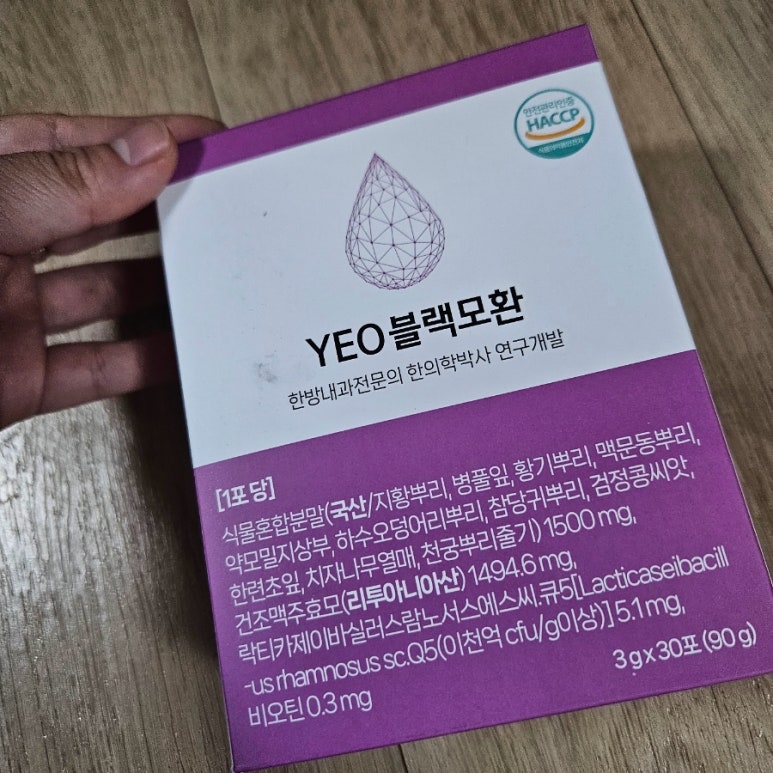 안전관리인증
HACCP
식품의약품안전처
YEO블랙모환
한방내과전문의 한의학박사 연구개발
[1포 당]
식물혼합분말(국산/지황뿌리, 병풀잎, 황기뿌리, 맥문동뿌리,
약모밀지상부, 하수오덩어리뿌리, 참당귀뿌리, 검정콩씨앗,
한련초잎, 치자나무열매, 천궁뿌리줄기) 1500 mg,
건조맥주효모(리투아니아산) 1494.6 mg,
락티카제이바실러스람노서스에스씨.큐5[Lacticaseibacill
-us rhamnosus sc.Q5(이천억 cfu/g이상)] 5.1 mg,
비오틴 0.3 mg
3 g x 30포 (90 g)